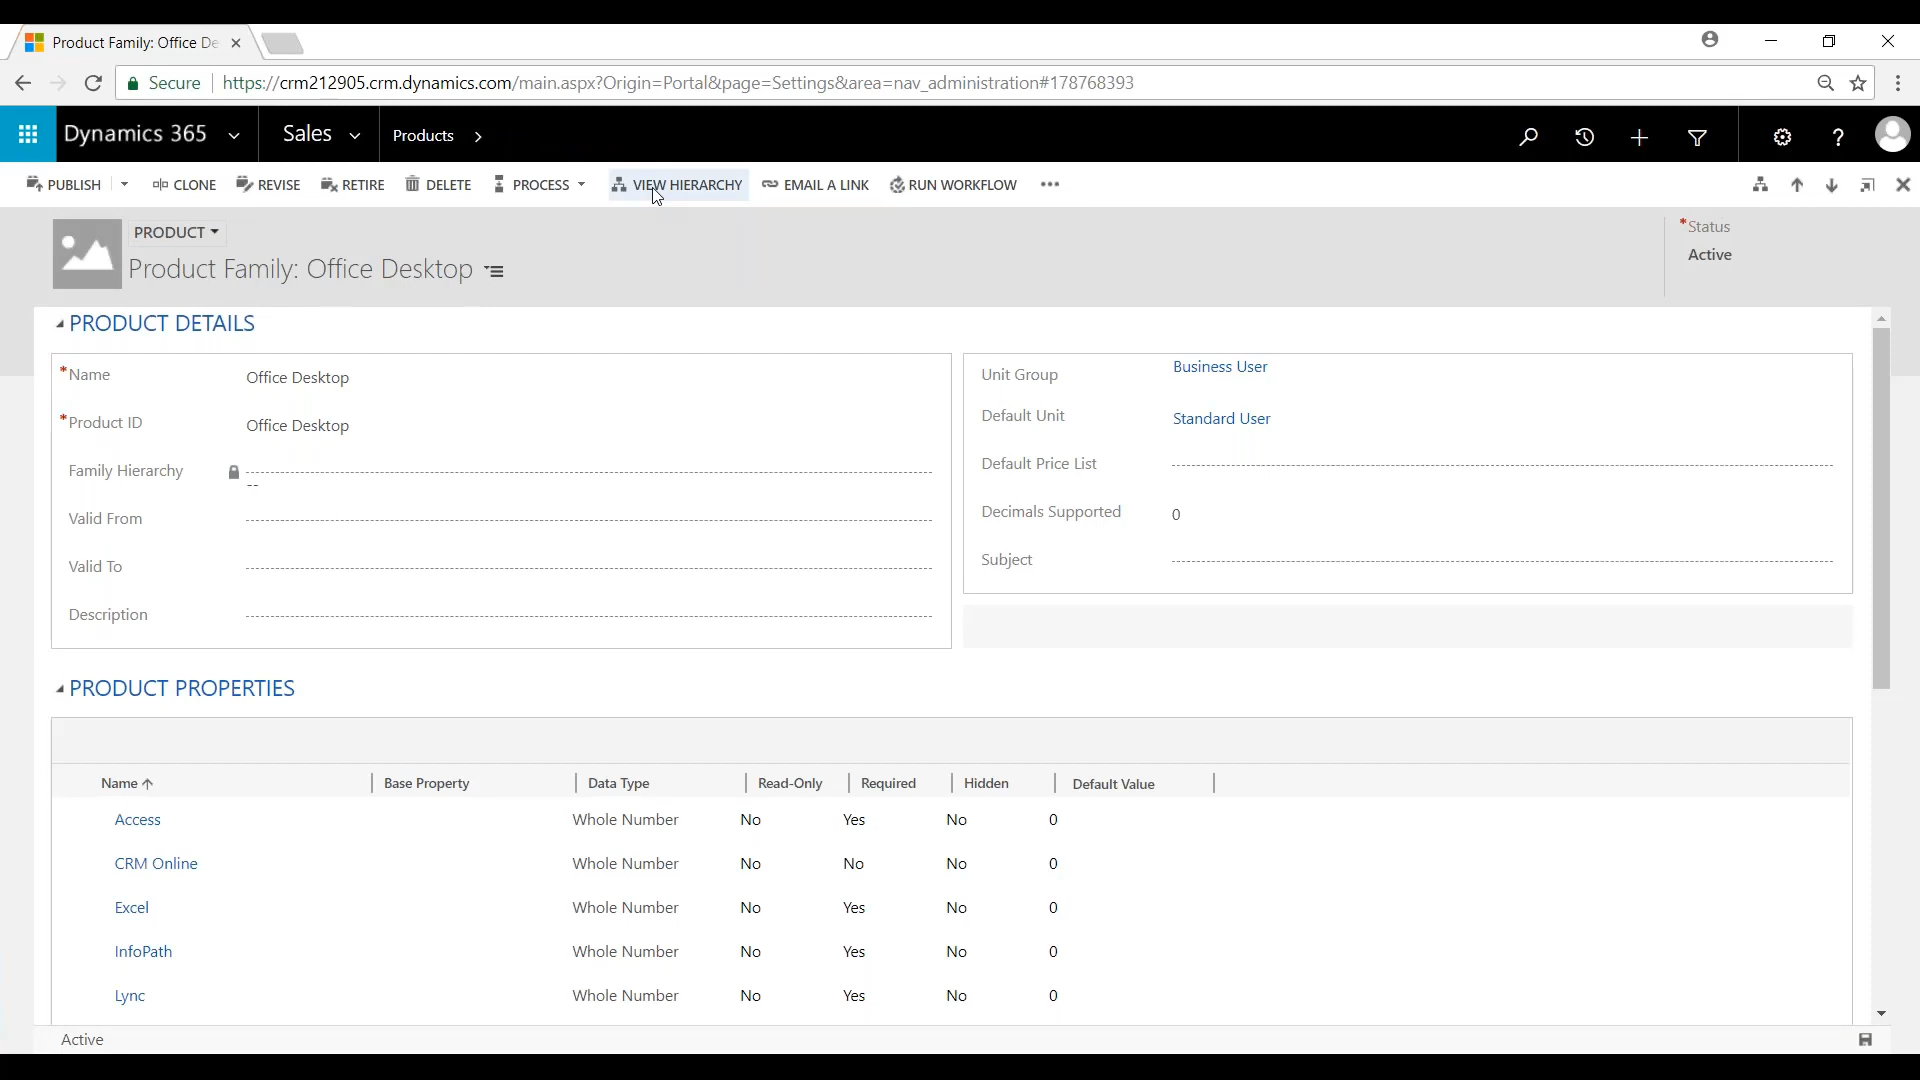 Product Family: Office De
Secure https://crm212905.crm.dynamics.com/main.aspx?Origin=Portal&page=Settings&area=nav_administration#178768393
Dynamics 365 Sales Products
PUBLISH CLONE REVISE RETIRE DELETE PROCESS VIEW HIERARCHY EMAIL A LINK RUN WORKFLOW
PRODUCT
Product Family: Office Desktop
*Status
Active
PRODUCT DETAILS
*Name Office Desktop
*Product ID Office Desktop
Family Hierarchy --
Valid From
Valid To
Description
Unit Group Business User
Default Unit Standard User
Default Price List
Decimals Supported 0
Subject
PRODUCT PROPERTIES
Name Base Property Data Type Read-Only Required Hidden Default Value
Access Whole Number No Yes No 0
CRM Online Whole Number No No No 0
Excel Whole Number No Yes No 0
InfoPath Whole Number No Yes No 0
Lync Whole Number No Yes No 0
Active